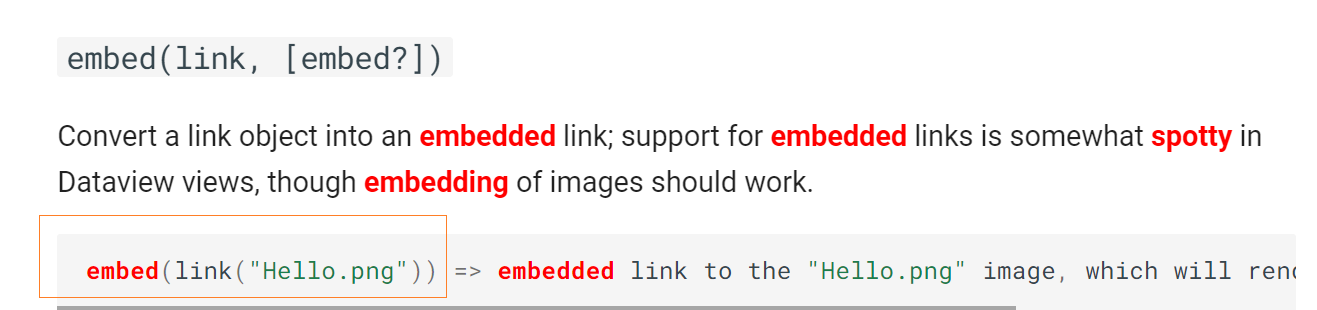 embed(link, [embed?])
Convert a link object into an embedded link; support for embedded links is somewhat spotty in
Dataview views, though embedding of images should work.
embed(link("Hello.png")) => embedded link to the "Hello.png" image, which will